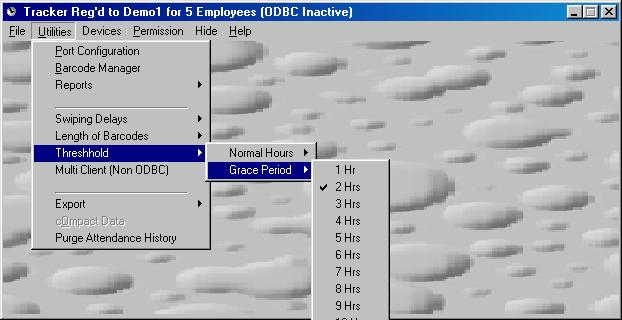 Tracker Reg'd to Demo1 for 5 Employees (ODBC Inactive)
File Utilities Devices Permission Hide Help
Port Configuration
Barcode Manager
Reports
Swiping Delays
Length of Barcodes
Threshhold
Multi Client (Non ODBC)
Export
cOmpact Data
Purge Attendance History
Normal Hours
Grace Period
1 Hr
2 Hrs
3 Hrs
4 Hrs
5 Hrs
6 Hrs
7 Hrs
8 Hrs
9 Hrs